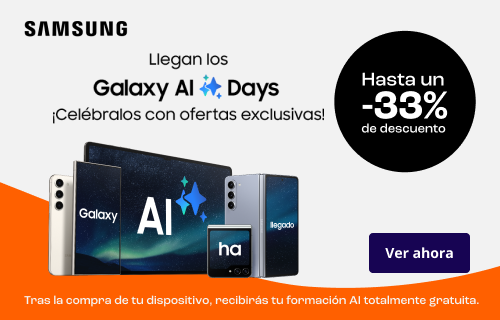 SAMSUNG
Llegan los
Galaxy AI Days
¡Celébralos con ofertas exclusivas!
Hasta un
-33%
de descuento
Galaxy
AI
ha
llegado
Ver ahora
Tras la compra de tu dispositivo, recibirás tu formación AI totalmente gratuita.